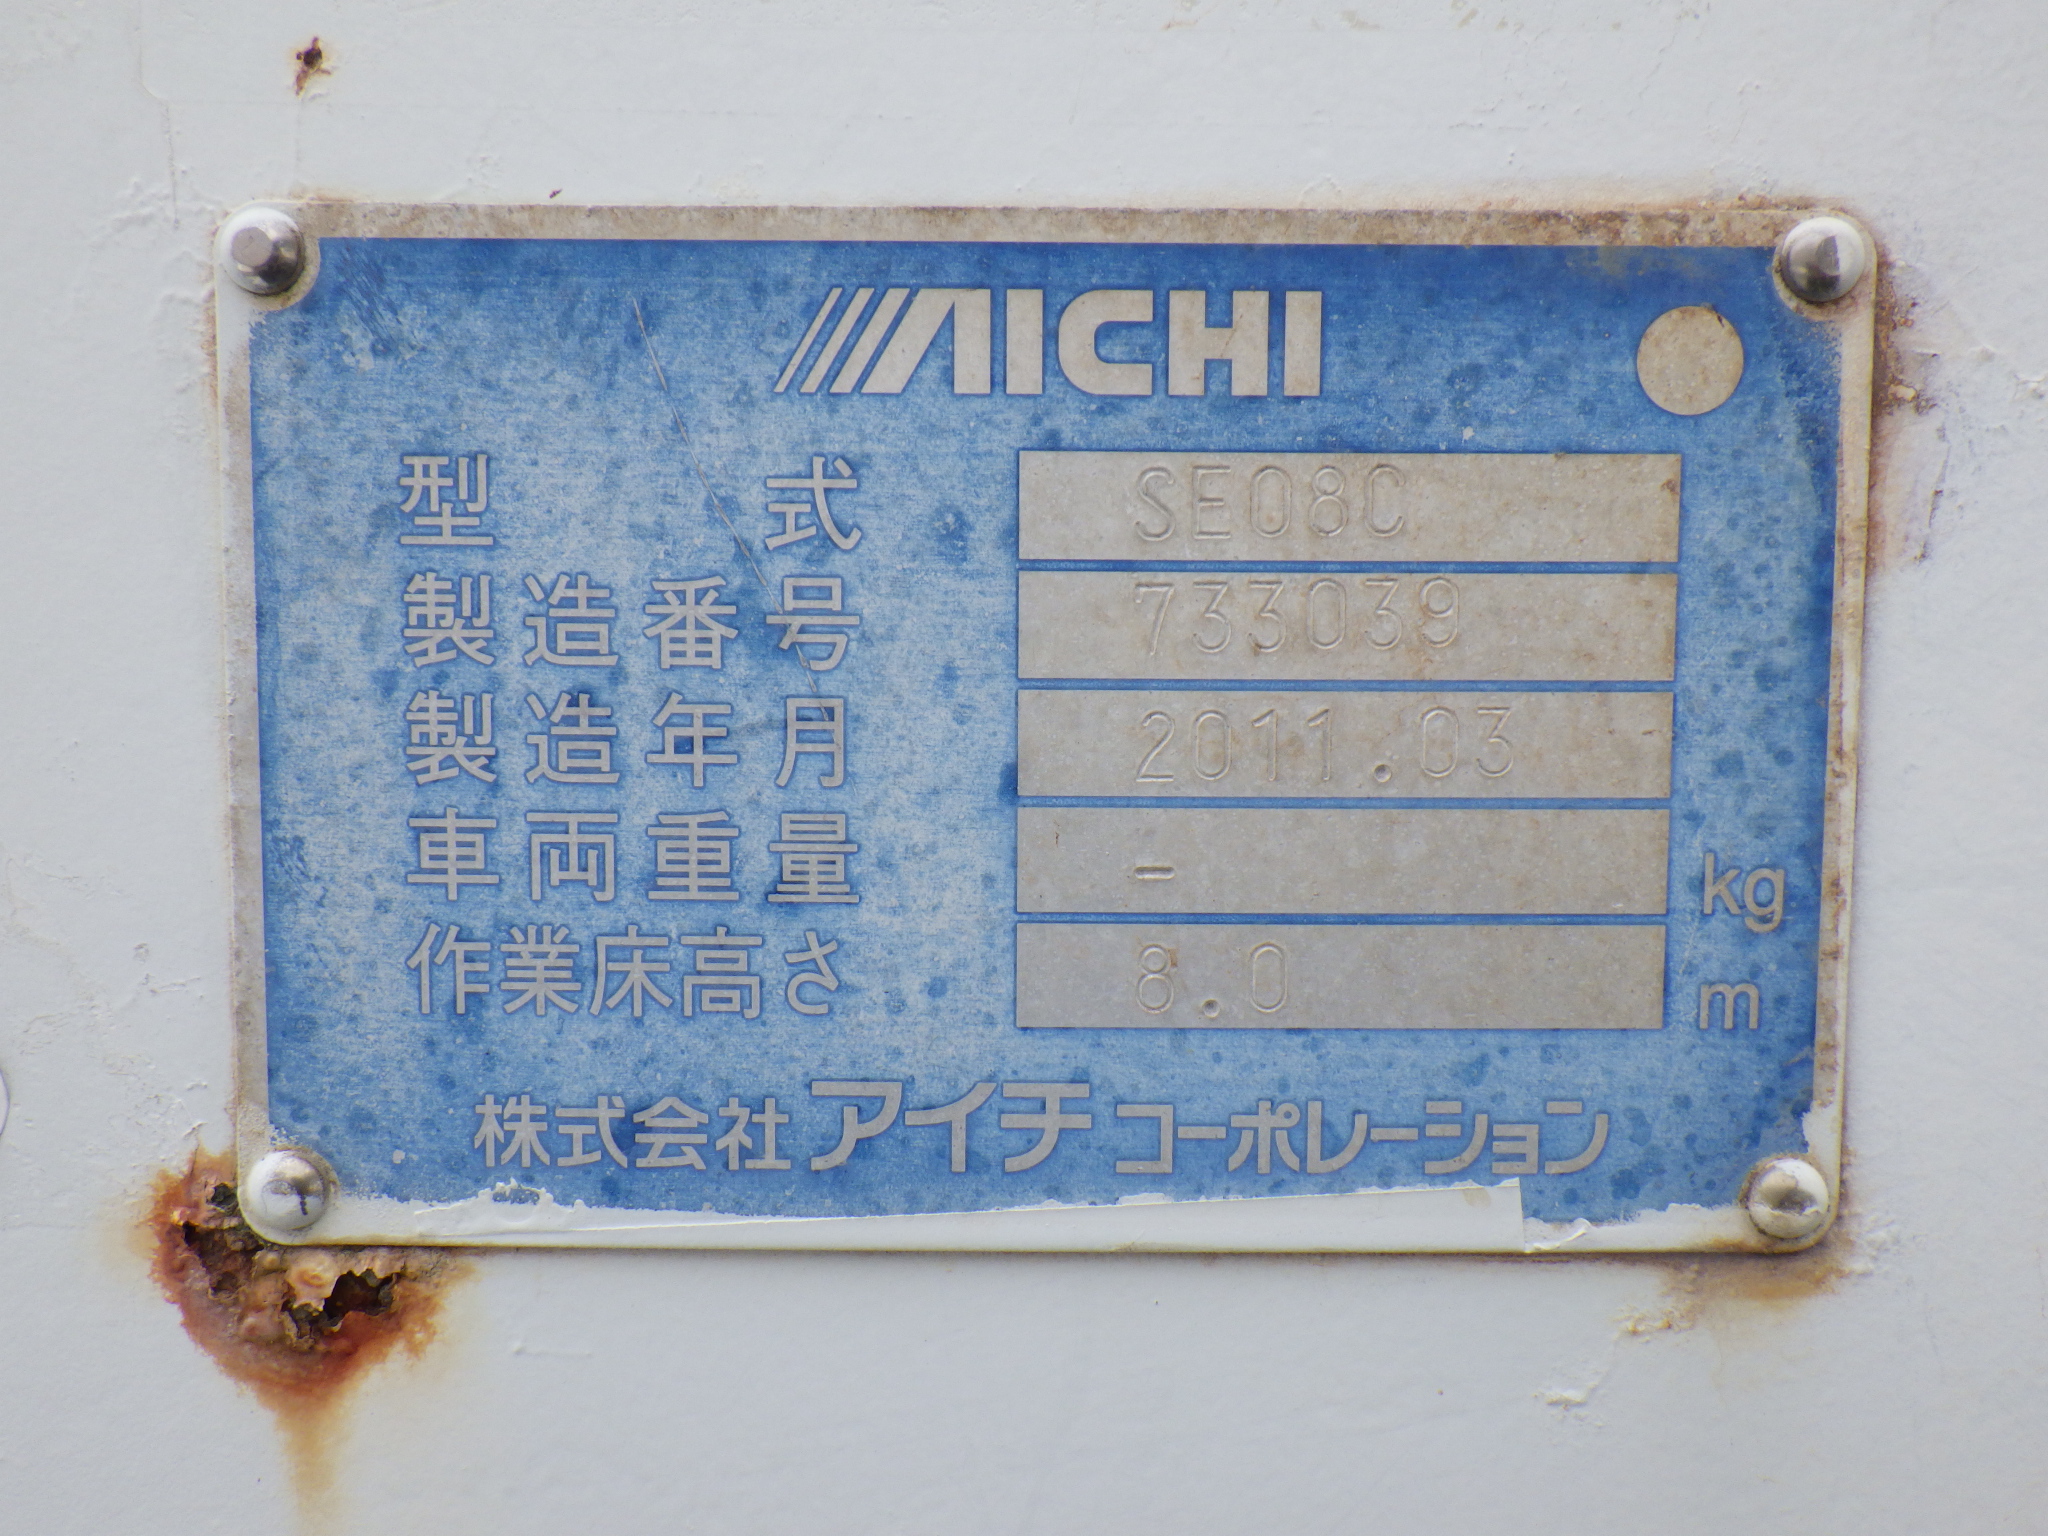 AICHI
型式 SE08C
製造番号 733039
製造年月 2011.03
車両重量 - kg
作業床高さ 8.0 m
株式会社アイチコーポレーション